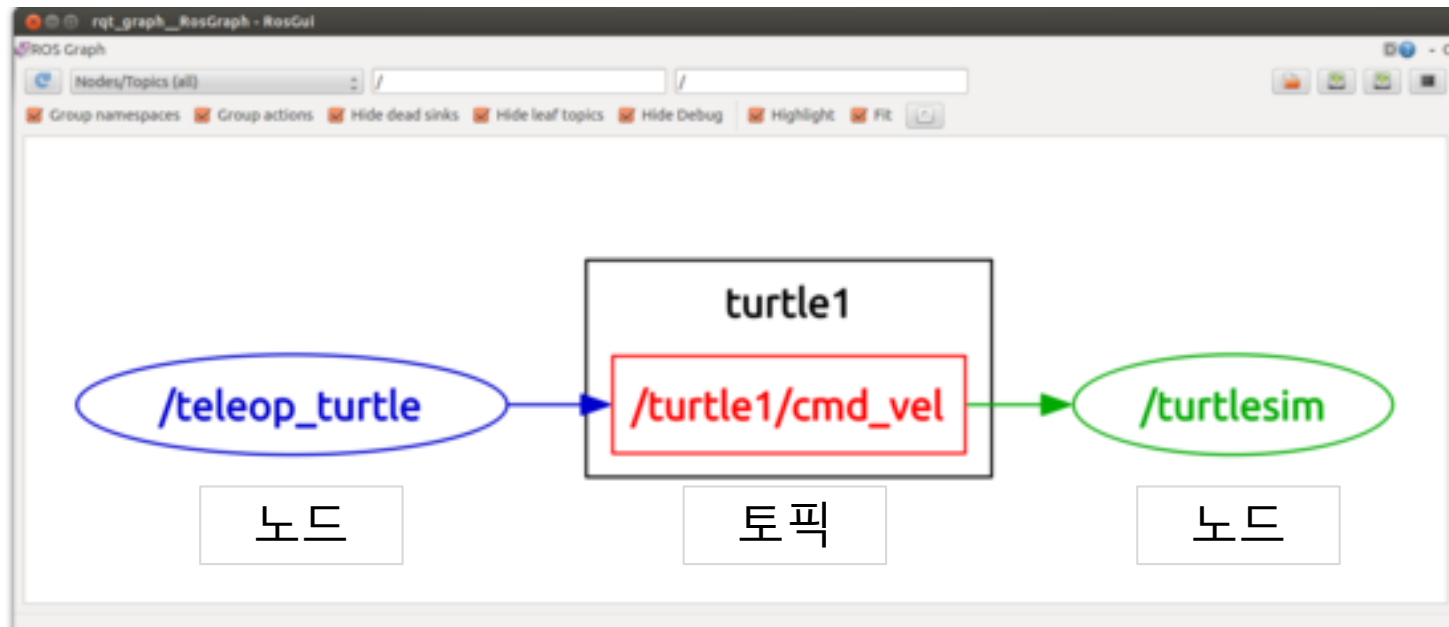 rqt_graph__RosGraph - RosGui
ROS Graph
Nodes/Topics (all) / /
Group namespaces Group actions Hide dead sinks Hide leaf topics Hide Debug Highlight Fit
turtle1
/teleop_turtle /turtle1/cmd_vel /turtlesim
노드 토픽 노드